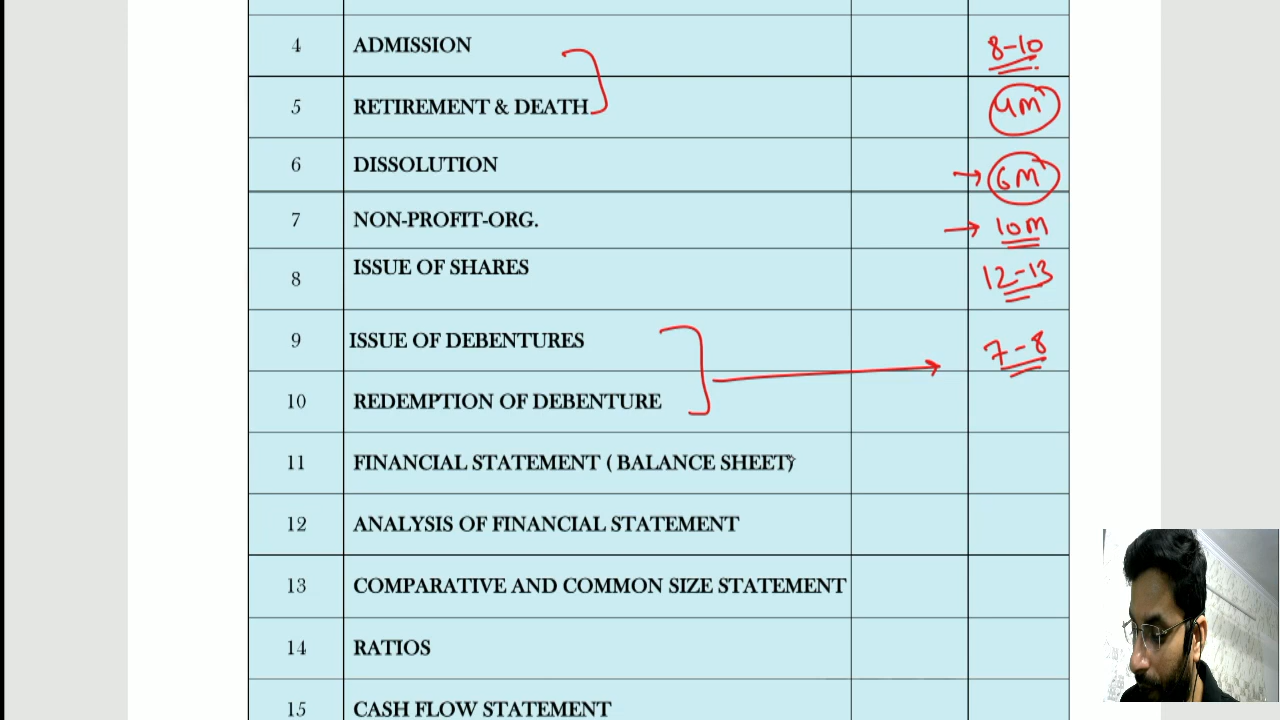 4 ADMISSION 8-10
5 RETIREMENT & DEATH 4M
6 DISSOLUTION 6M
7 NON-PROFIT-ORG. 10M
8 ISSUE OF SHARES 12-13
9 ISSUE OF DEBENTURES 7-8
10 REDEMPTION OF DEBENTURE
11 FINANCIAL STATEMENT ( BALANCE SHEET)
12 ANALYSIS OF FINANCIAL STATEMENT
13 COMPARATIVE AND COMMON SIZE STATEMENT
14 RATIOS
15 CASH FLOW STATEMENT